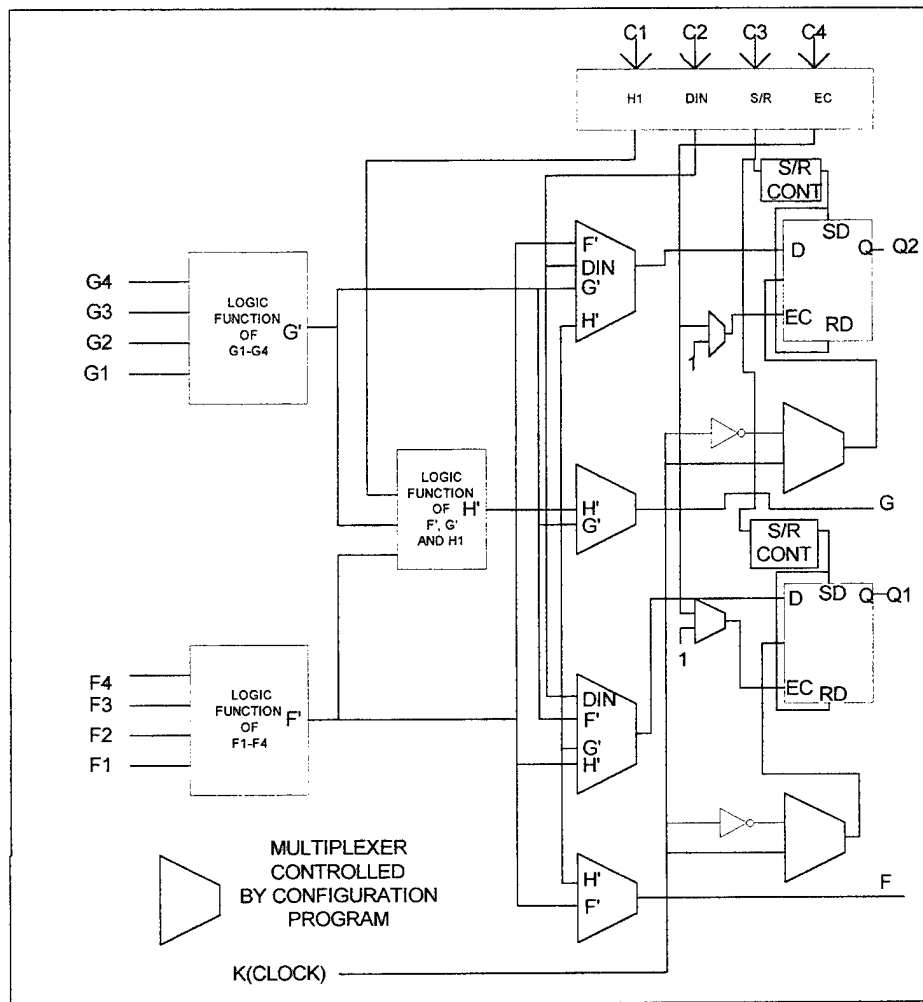 C1 C2 C3 C4
H1 DIN S/R EC
S/R
CONT
SD
D
Q Q2
EC
RD
F'
DIN
G'
H'
1
G4
G3
G2
G1
LOGIC
FUNCTION
OF
G1-G4
G'
LOGIC
FUNCTION
OF
F', G'
AND H1
H'
H'
G'
G
S/R
CONT
SD
D
Q Q1
EC
RD
1
F4
F3
F2
F1
LOGIC
FUNCTION
OF
F1-F4
F'
DIN
F'
G'
H'
H'
F'
F
MULTIPLEXER
CONTROLLED
BY CONFIGURATION
PROGRAM
K(CLOCK)